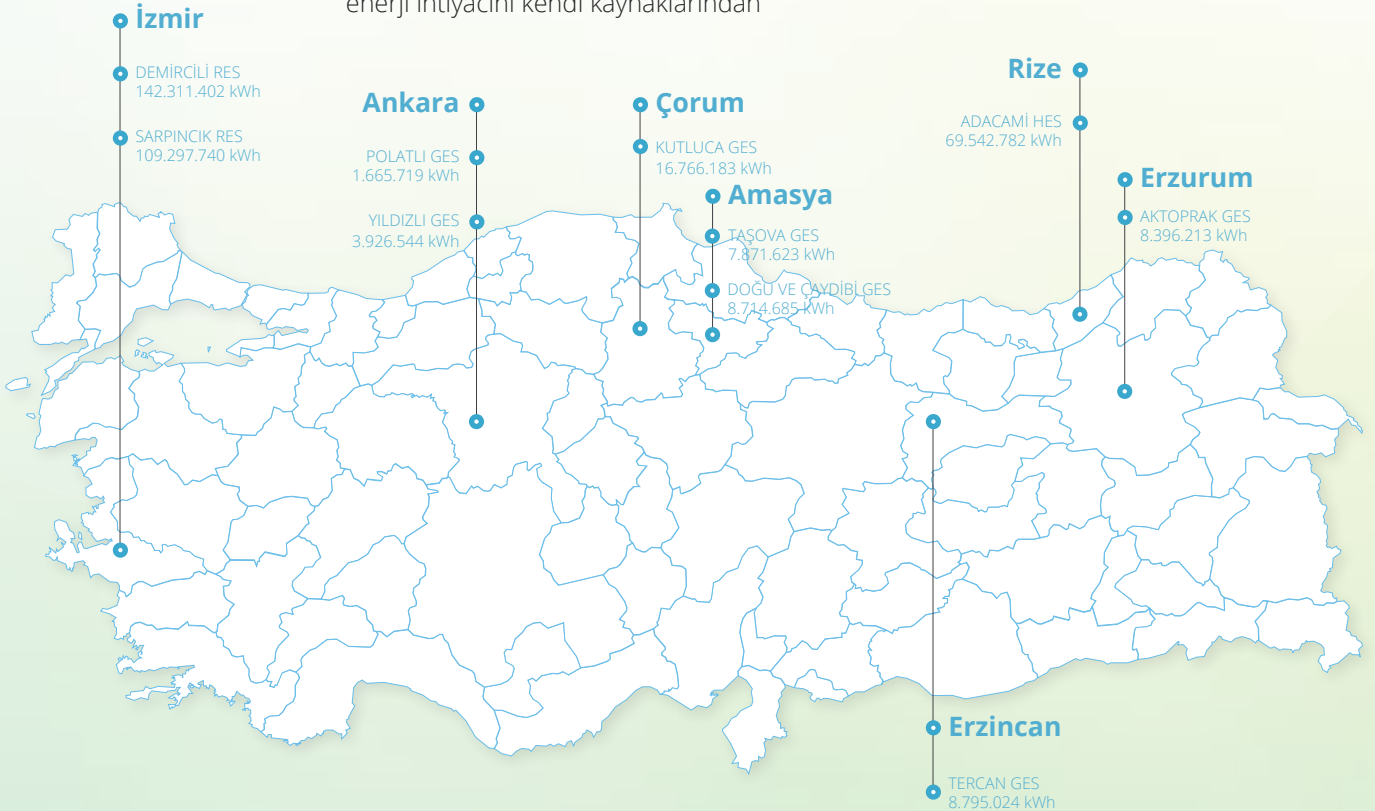 enerji ihtiyacını kendi kaynaklarından
İzmir
DEMİRCİLİ RES
142.311.402 kWh
SARPINCIK RES
109.297.740 kWh
Ankara
POLATLI GES
1.665.719 kWh
YILDIZLI GES
3.926.544 kWh
Çorum
KUTLUCA GES
16.766.183 kWh
Amasya
TAŞOVA GES
7.871.623 kWh
DOĞU VE ÇAYDİBİ GES
8.714.685 kWh
Rize
ADACAMİ HES
69.542.782 kWh
Erzurum
AKTOPRAK GES
8.396.213 kWh
Erzincan
TERCAN GES
8.795.024 kWh